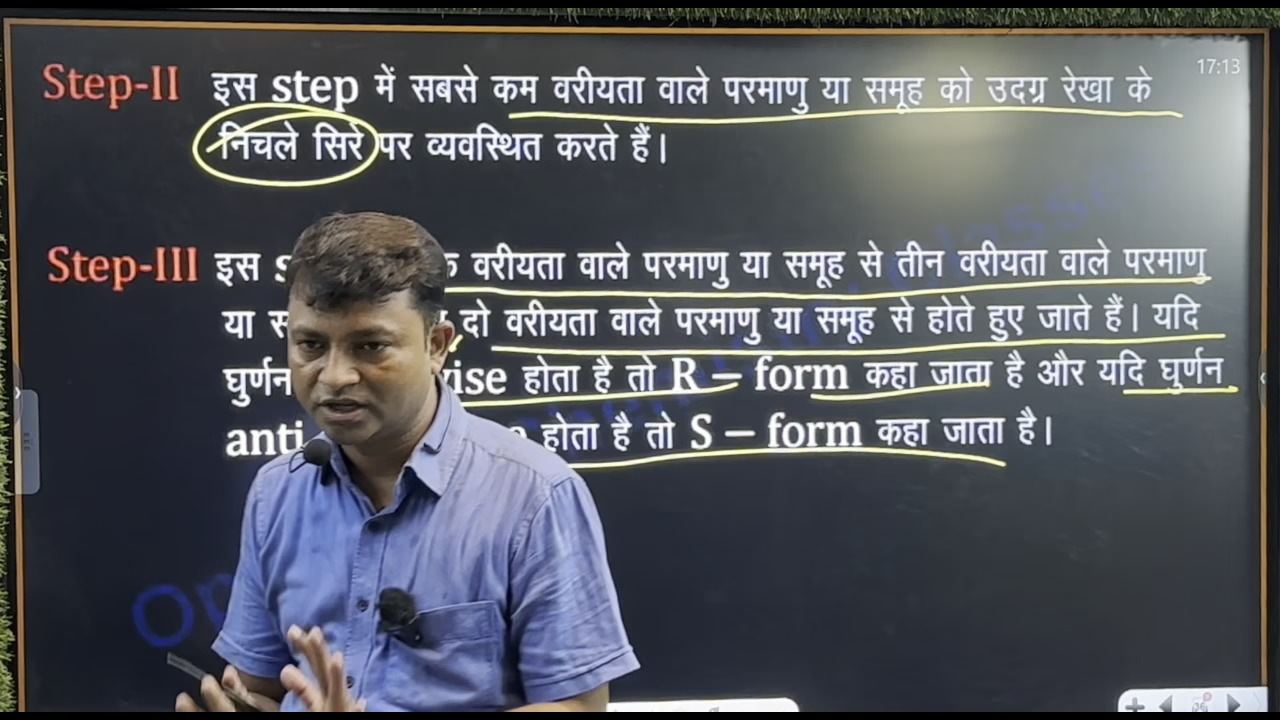 17:13
Step-II इस step में सबसे कम वरीयता वाले परमाणु या समूह को उदग्र रेखा के
निचले सिरे पर व्यवस्थित करते हैं।
Step-III इस वरीयता वाले परमाणु या समूह से तीन वरीयता वाले परमाणु
या दो वरीयता वाले परमाणु या समूह से होते हुए जाते हैं। यदि
घुर्णन होता है तो R – form कहा जाता है और यदि घुर्णन
anti होता है तो S – form कहा जाता है।